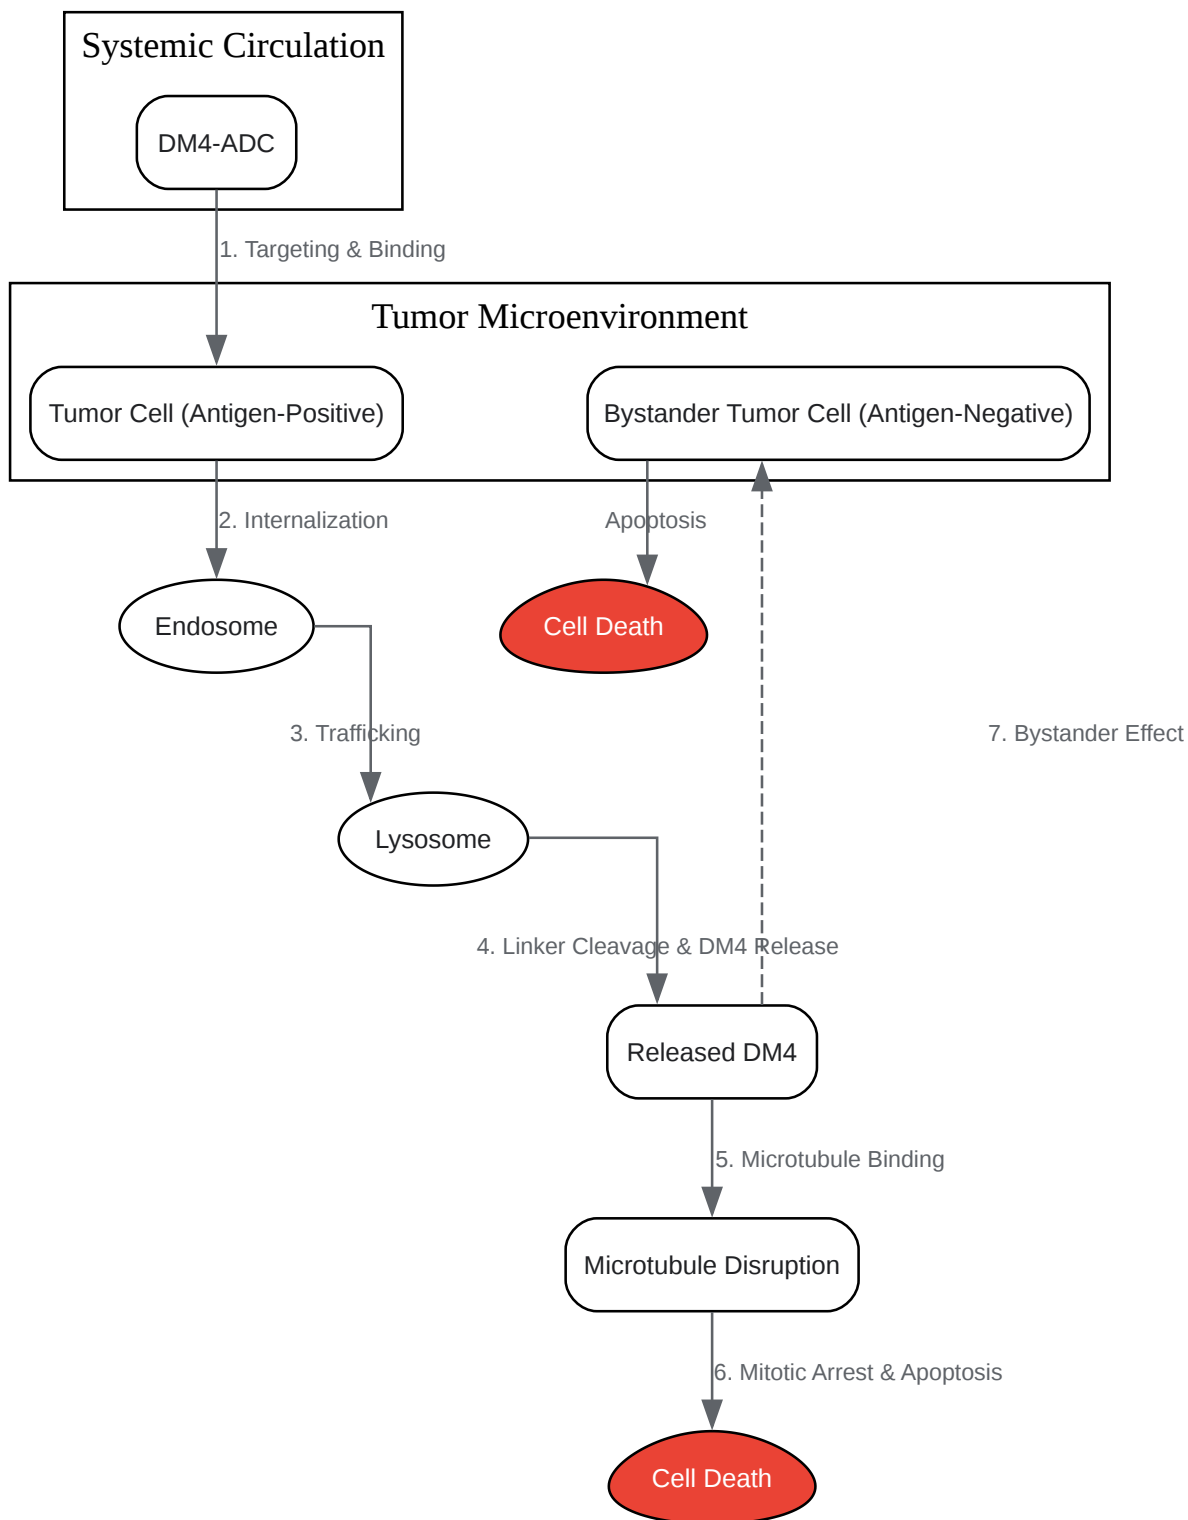 Systemic Circulation
DM4-ADC
1. Targeting & Binding
Tumor Microenvironment
Tumor Cell (Antigen-Positive)
Bystander Tumor Cell (Antigen-Negative)
2. Internalization
Apoptosis
Endosome
Cell Death
3. Trafficking
7. Bystander Effect
Lysosome
4. Linker Cleavage & DM4 Release
Released DM4
5. Microtubule Binding
Microtubule Disruption
6. Mitotic Arrest & Apoptosis
Cell Death